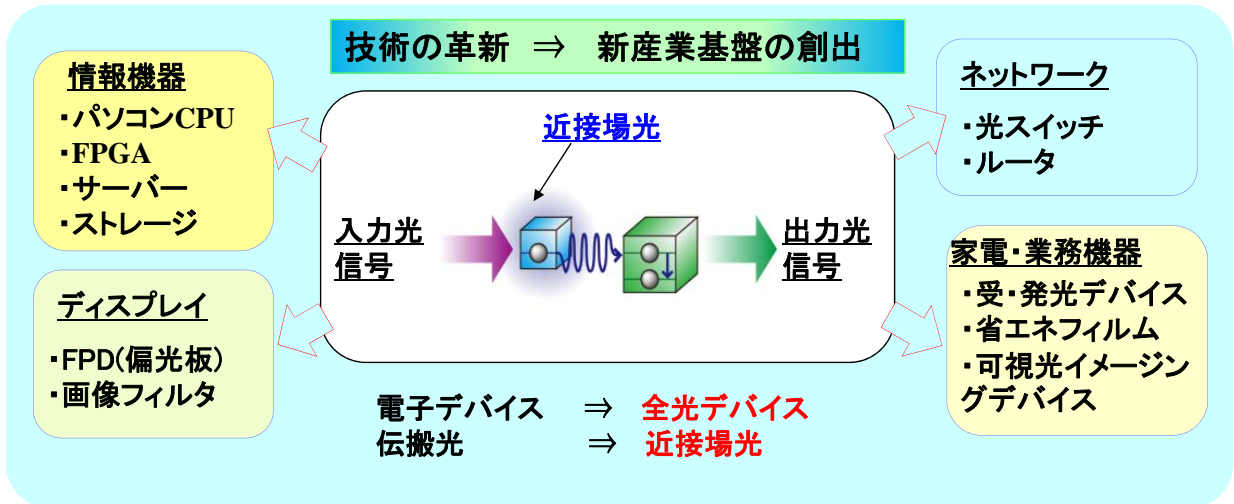 技術の革新 ⇒ 新産業基盤の創出
情報機器
・パソコンCPU
・FPGA
・サーバー
・ストレージ
ディスプレイ
・FPD(偏光板)
・画像フィルタ
近接場光
入力光
信号
出力光
信号
電子デバイス ⇒ 全光デバイス
伝搬光 ⇒ 近接場光
ネットワーク
・光スイッチ
・ルータ
家電・業務機器
・受・発光デバイス
・省エネフィルム
・可視光イメージン
グデバイス